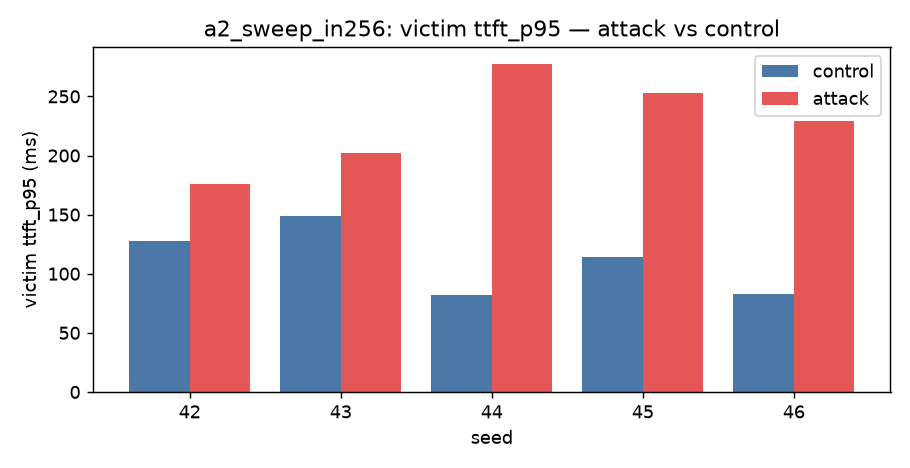 a2_sweep_in256: victim ttft_p95 — attack vs control
control
attack
victim ttft_p95 (ms)
250
200
150
100
50
0
42 43 44 45 46
seed